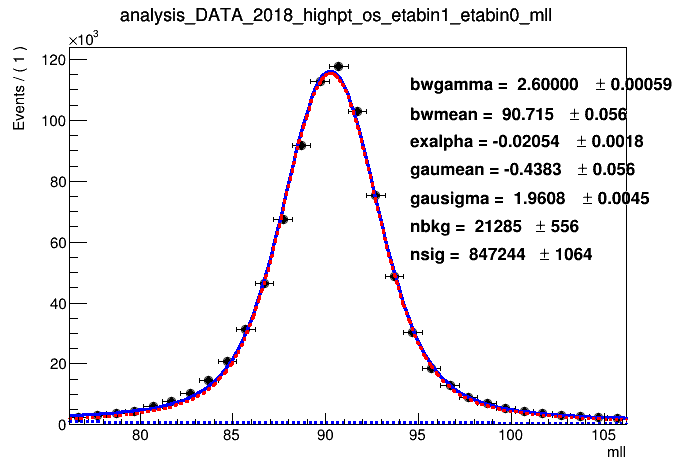 analysis_DATA_2018_highpt_os_etabin1_etabin0_mll
×10³
Events / ( 1 )
120
100
80
60
40
20
0
bwgamma = 2.60000 ± 0.00059
bwmean = 90.715 ± 0.056
exalpha = -0.02054 ± 0.0018
gaumean = -0.4383 ± 0.056
gausigma = 1.9608 ± 0.0045
nbkg = 21285 ± 556
nsig = 847244 ± 1064
80 85 90 95 100 105
mll